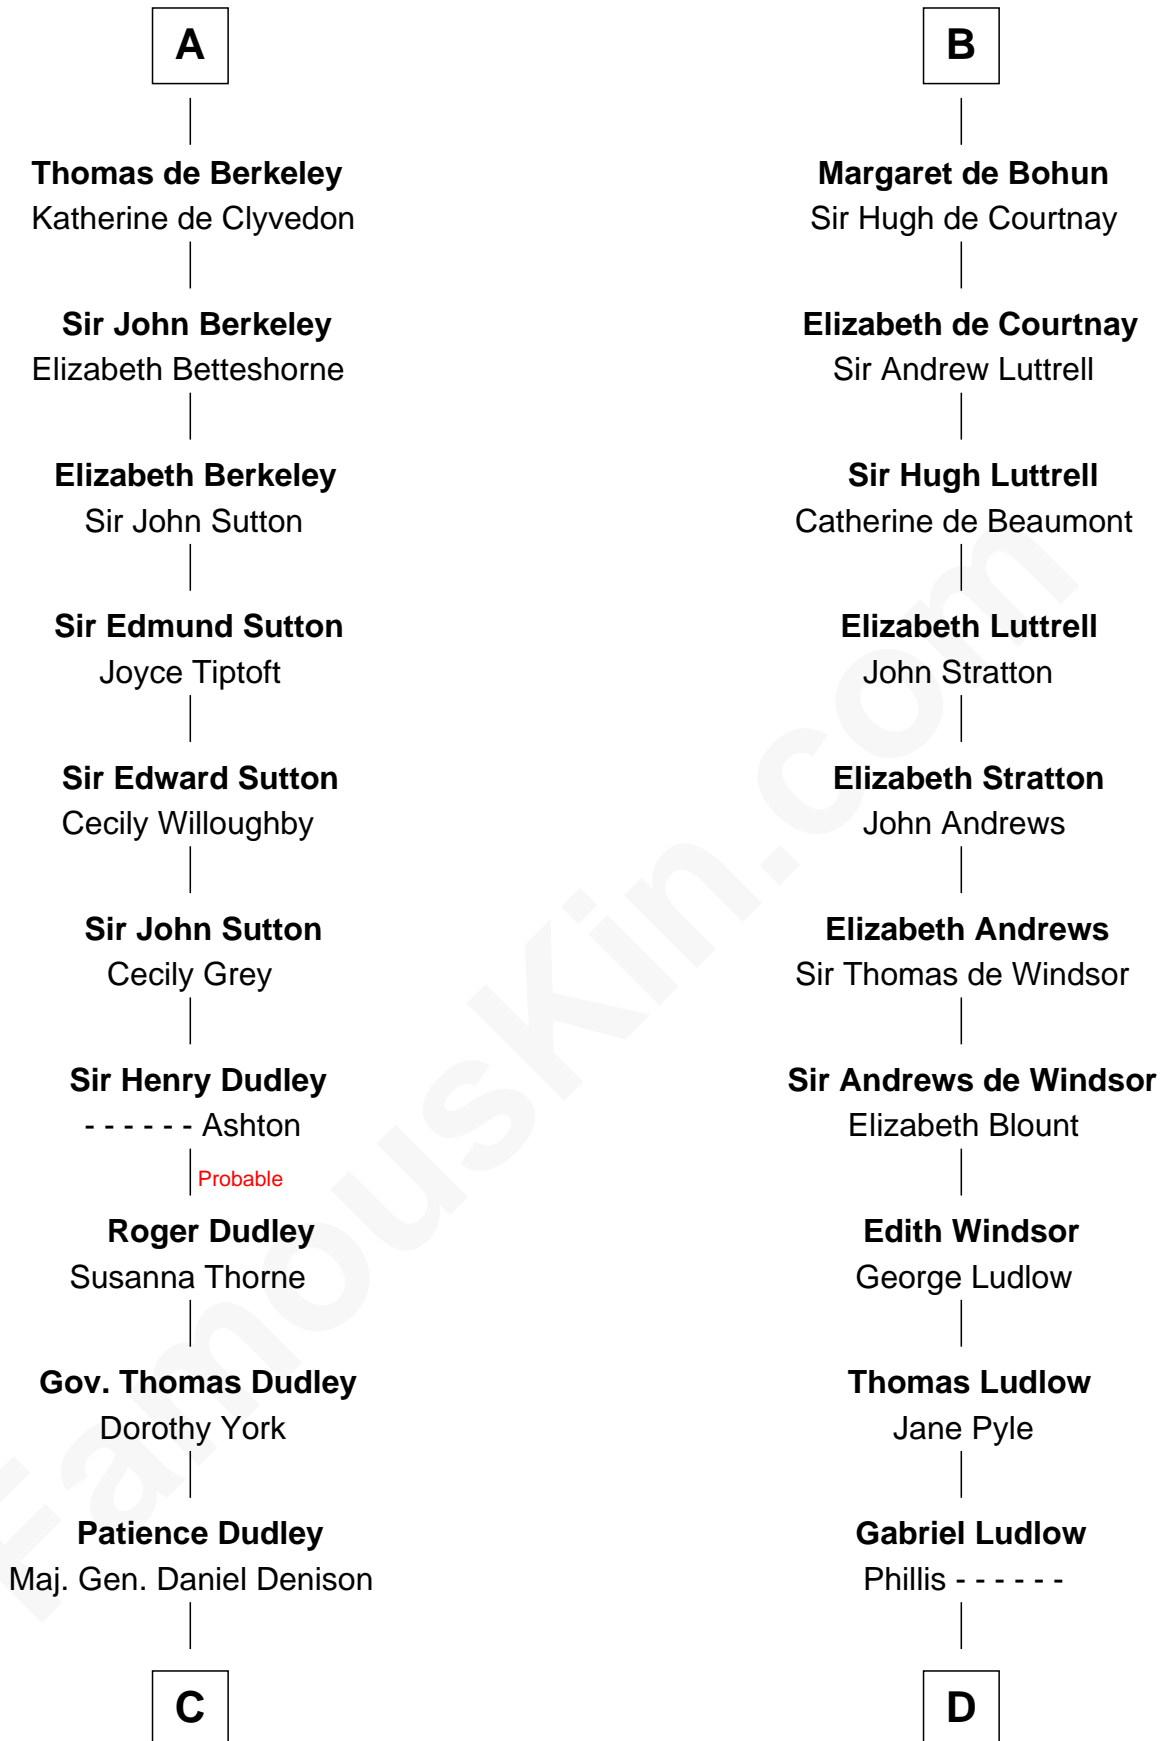 A
Thomas de Berkeley
Katherine de Clyvedon
Sir John Berkeley
Elizabeth Betteshorne
Elizabeth Berkeley
Sir John Sutton
Sir Edmund Sutton
Joyce Tiptoft
Sir Edward Sutton
Cecily Willoughby
Sir John Sutton
Cecily Grey
Sir Henry Dudley
- - - - - - Ashton
Probable
Roger Dudley
Susanna Thorne
Gov. Thomas Dudley
Dorothy York
Patience Dudley
Maj. Gen. Daniel Denison
C
B
Margaret de Bohun
Sir Hugh de Courtnay
Elizabeth de Courtnay
Sir Andrew Luttrell
Sir Hugh Luttrell
Catherine de Beaumont
Elizabeth Luttrell
John Stratton
Elizabeth Stratton
John Andrews
Elizabeth Andrews
Sir Thomas de Windsor
Sir Andrews de Windsor
Elizabeth Blount
Edith Windsor
George Ludlow
Thomas Ludlow
Jane Pyle
Gabriel Ludlow
Phillis - - - - - -
D
FamousKin.com